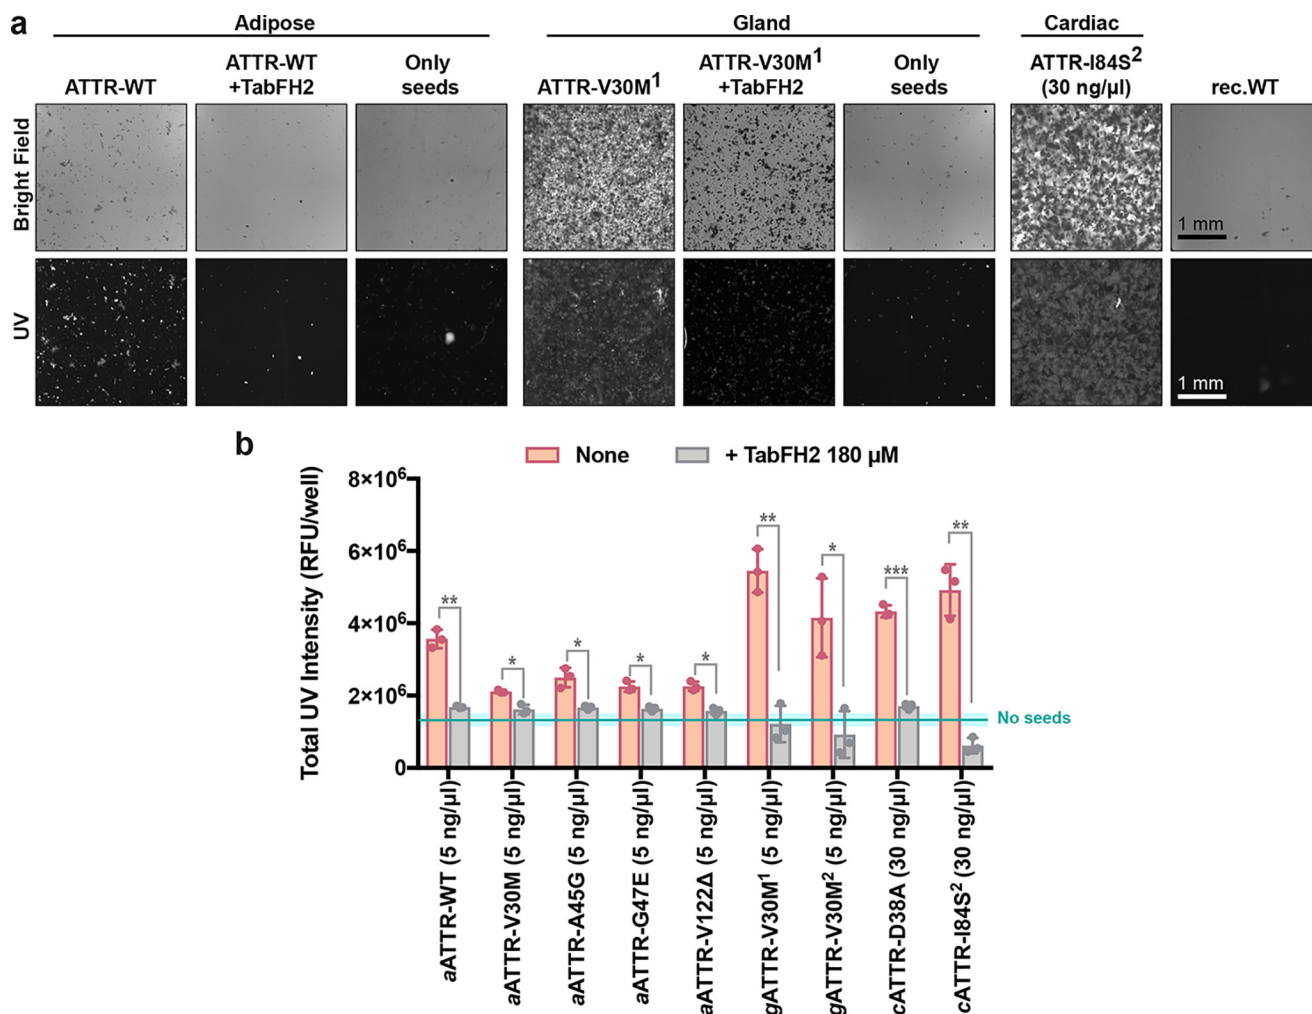 a
Adipose
Gland
Cardiac
ATTR-WT
ATTR-WT
+TabFH2
Only
seeds
ATTR-V30M1
ATTR-V30M1
+TabFH2
Only
seeds
ATTR-I84S2
(30 ng/µl)
rec.WT
Bright Field
1 mm
UV
1 mm
b
None
+ TabFH2 180 µM
Total UV Intensity (RFU/well)
8×10⁶
6×10⁶
4×10⁶
2×10⁶
0
**
*
*
*
*
**
*
***
**
No seeds
aATTR-WT (5 ng/µl)
aATTR-V30M (5 ng/µl)
aATTR-A45G (5 ng/µl)
aATTR-G47E (5 ng/µl)
aATTR-V122Δ (5 ng/µl)
gATTR-V30M¹ (5 ng/µl)
gATTR-V30M² (5 ng/µl)
cATTR-D38A (30 ng/µl)
cATTR-I84S² (30 ng/µl)